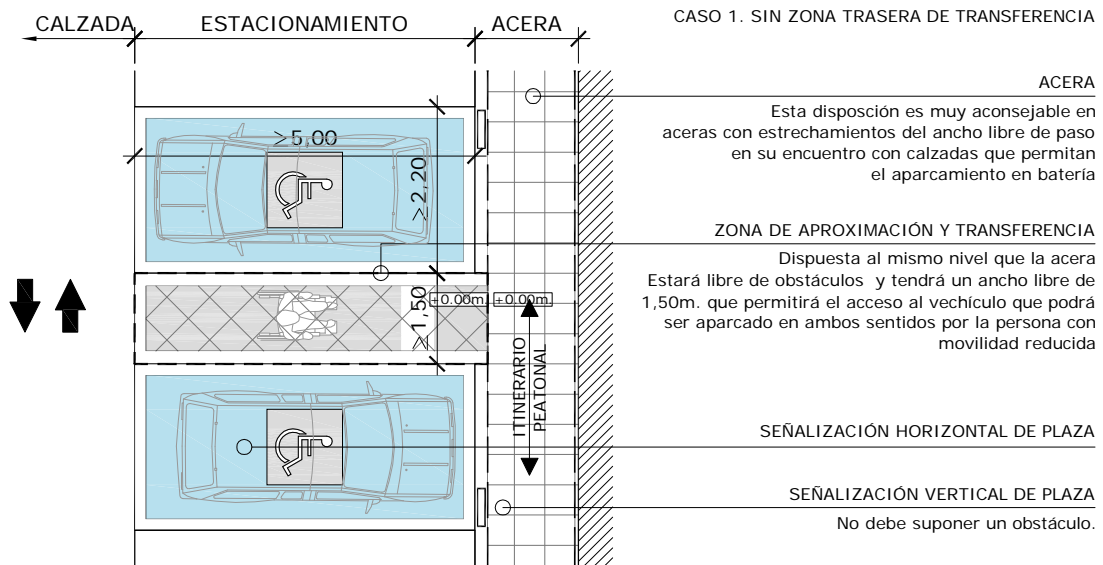 CALZADA
ESTACIONAMIENTO
ACERA
CASO 1. SIN ZONA TRASERA DE TRANSFERENCIA
ACERA
Esta disposción es muy aconsejable en
aceras con estrechamientos del ancho libre de paso
en su encuentro con calzadas que permitan
el aparcamiento en batería
≥5,00
≥2,20
ZONA DE APROXIMACIÓN Y TRANSFERENCIA
Dispuesta al mismo nivel que la acera
Estará libre de obstáculos y tendrá un ancho libre de
1,50m. que permitirá el acceso al vechículo que podrá
ser aparcado en ambos sentidos por la persona con
movilidad reducida
≥1,50
+0.00m.
+0.00m.
ITINERARIO
PEATONAL
SEÑALIZACIÓN HORIZONTAL DE PLAZA
SEÑALIZACIÓN VERTICAL DE PLAZA
No debe suponer un obstáculo.